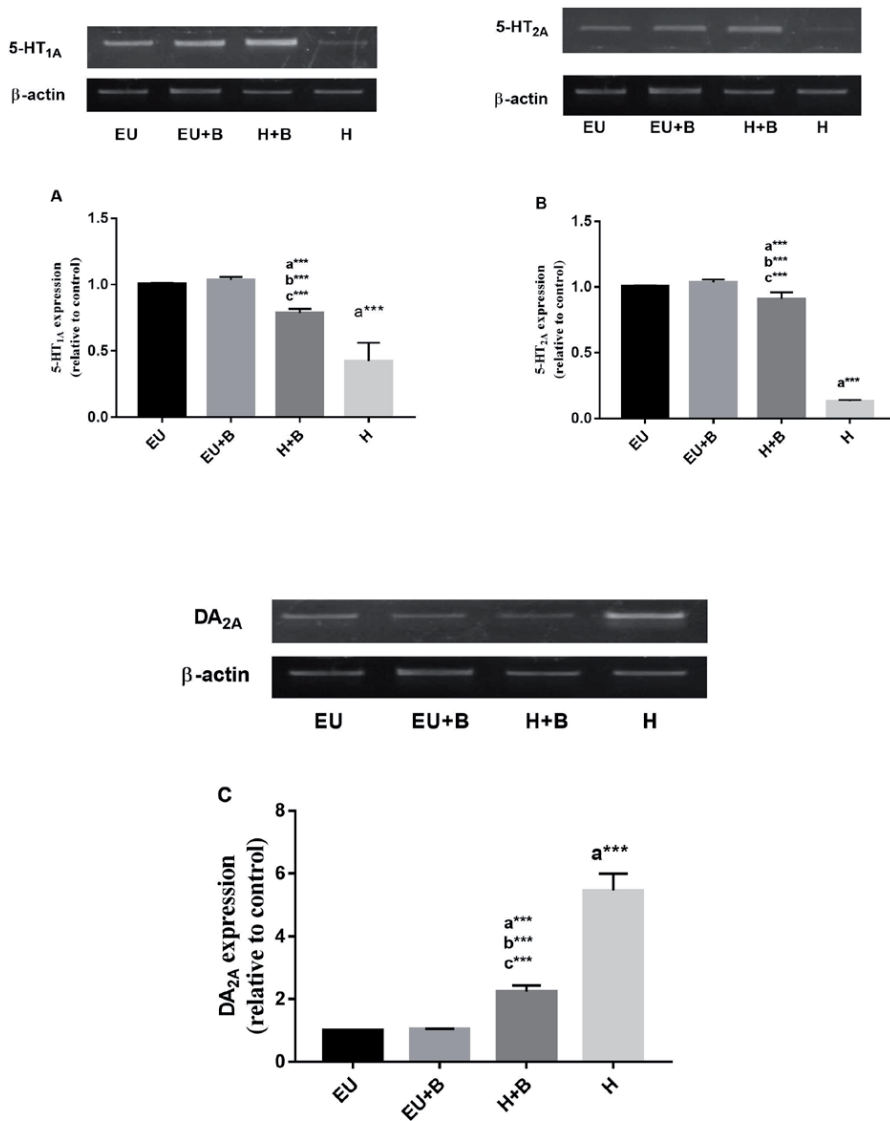 5-HT1A
β-actin
EU EU+B H+B H
5-HT2A
β-actin
EU EU+B H+B H
A
5-HT1A expression
(relative to control)
1.5
1.0
0.5
0.0
a***
b***
c***
a***
EU EU+B H+B H
B
5-HT2A expression
(relative to control)
1.5
1.0
0.5
0.0
a***
b***
c***
a***
EU EU+B H+B H
DA2A
β-actin
EU EU+B H+B H
C
DA2A expression
(relative to control)
8
6
4
2
0
a***
b***
c***
a***
EU EU+B H+B H